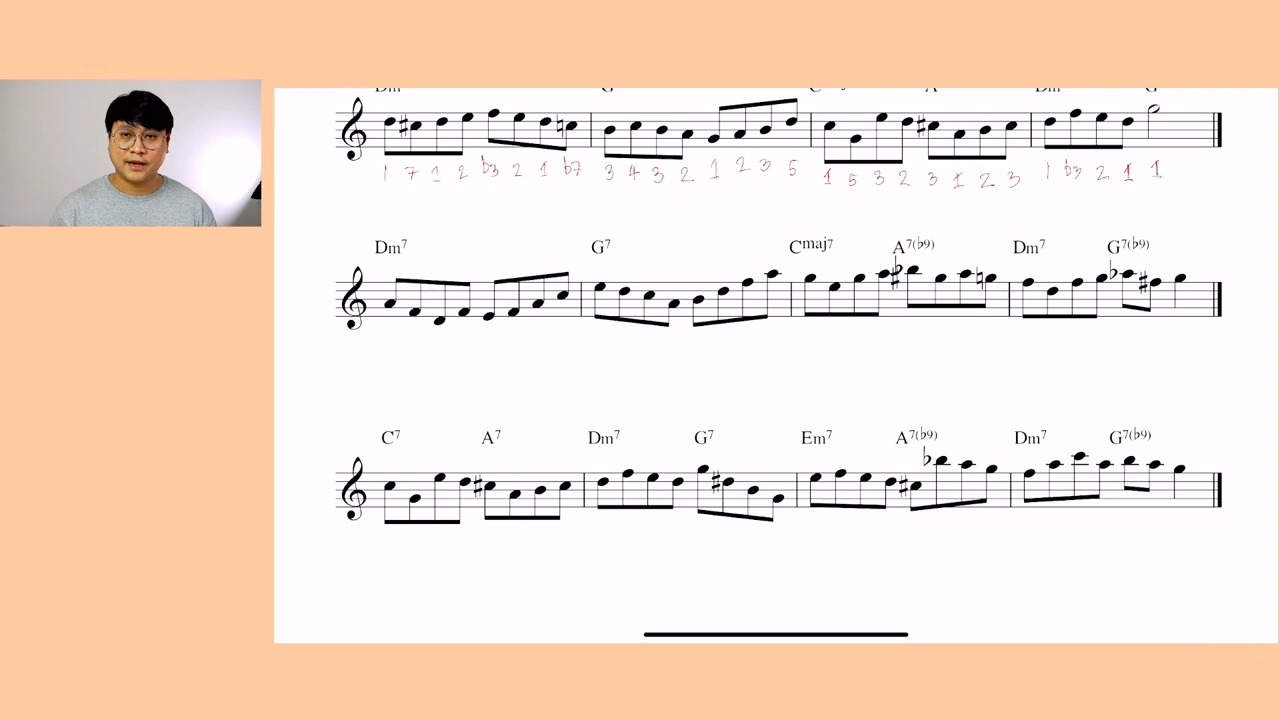 Dm
G
1 7 1 2 b3 2 1 b7 3 4 3 2 1 2 3 5 1 5 3 2 3 1 2 3 1 b3 2 1 1
Dm7 G7 Cmaj7 A7(b9) Dm7 G7(b9)
C7 A7 Dm7 G7 Em7 A7(b9) Dm7 G7(b9)